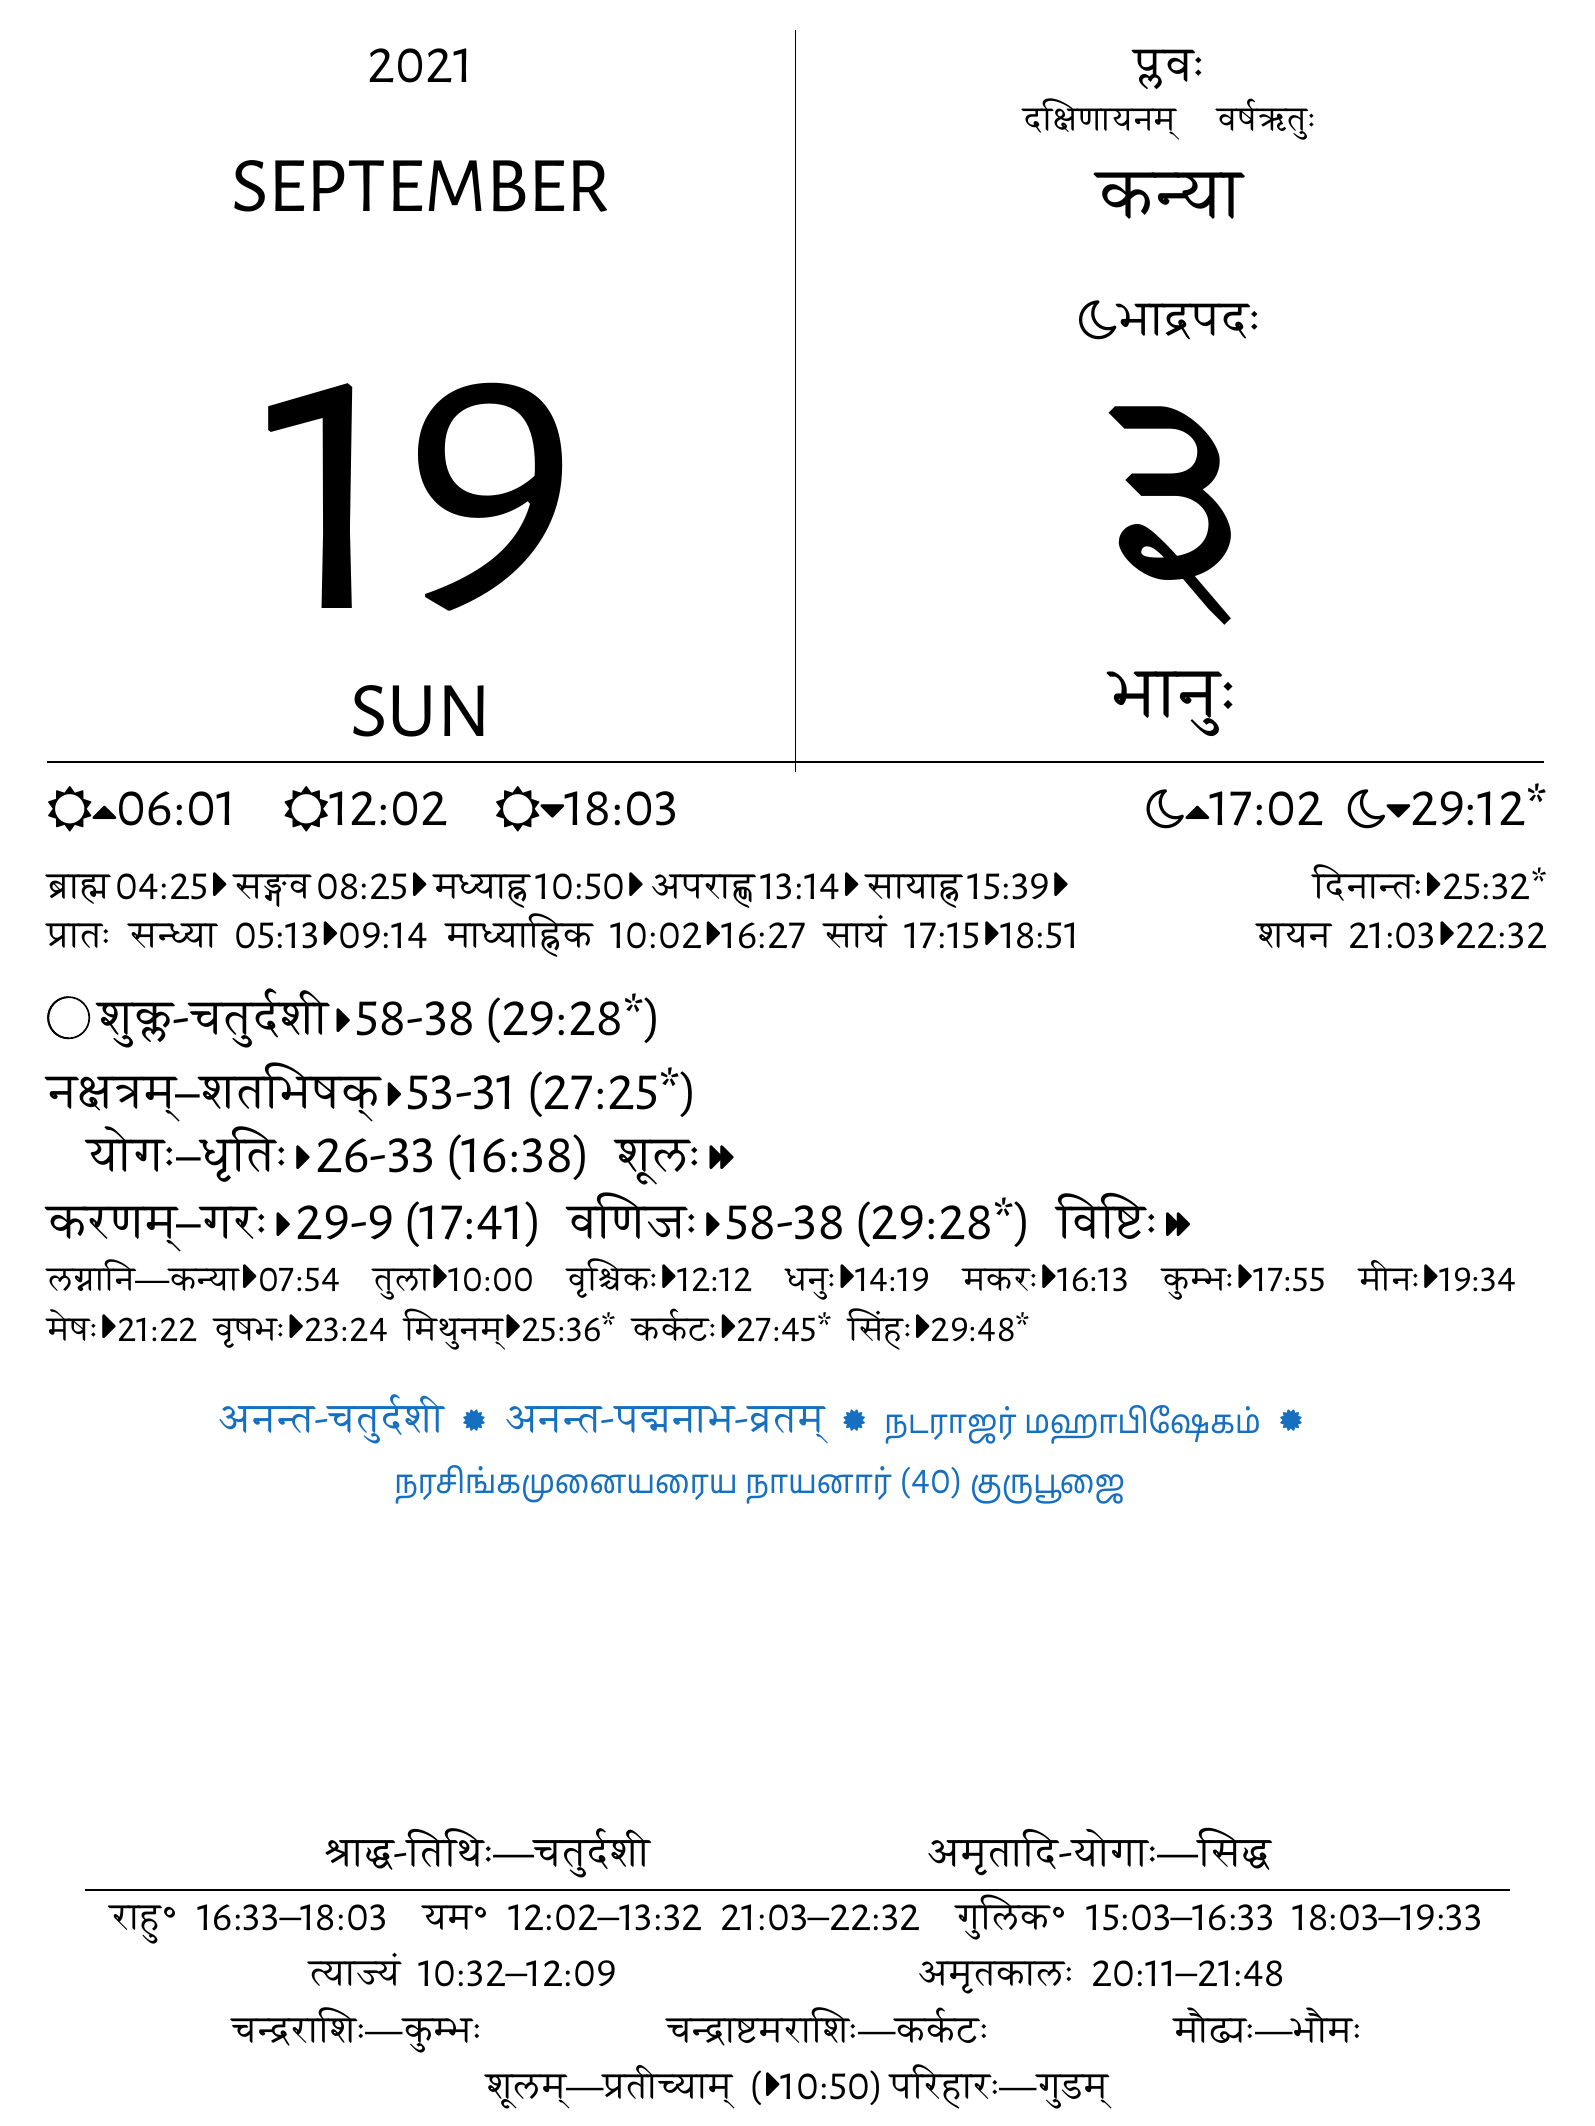 2021
SEPTEMBER
19
SUN
प्लवः
दक्षिणायनम् वर्षऋतुः
कन्या
भाद्रपदः
३
भानुः
06:01 12:02 18:03 17:02 29:12*
ब्राह्म 04:25 सङ्गव 08:25 मध्याह्न 10:50 अपराह्ण 13:14 सायाह्न 15:39 दिनान्तः 25:32*
प्रातः सन्ध्या 05:13 09:14 माध्याह्निक 10:02 16:27 सायं 17:15 18:51 शयन 21:03 22:32
शुक्ल-चतुर्दशी 58-38 (29:28*)
नक्षत्रम्–शतभिषक् 53-31 (27:25*)
योगः–धृतिः 26-33 (16:38) शूलः
करणम्–गरः 29-9 (17:41) वणिजः 58-38 (29:28*) विष्टिः
लग्नानि—कन्या 07:54 तुला 10:00 वृश्चिकः 12:12 धनुः 14:19 मकरः 16:13 कुम्भः 17:55 मीनः 19:34
मेषः 21:22 वृषभः 23:24 मिथुनम् 25:36* कर्कटः 27:45* सिंहः 29:48*
अनन्त-चतुर्दशी ✹ अनन्त-पद्मनाभ-व्रतम् ✹ நடராஜர் மஹாபிஷேகம் ✹
நரசிங்கமுனையரைய நாயனார் (40) குருபூஜை
श्राद्ध-तिथिः—चतुर्दशी अमृतादि-योगाः—सिद्ध
राहु॰ 16:33–18:03 यम॰ 12:02–13:32 21:03–22:32 गुलिक॰ 15:03–16:33 18:03–19:33
त्याज्यं 10:32–12:09 अमृतकालः 20:11–21:48
चन्द्रराशिः—कुम्भः चन्द्राष्टमराशिः—कर्कटः मौढ्यः—भौमः
शूलम्—प्रतीच्याम् (10:50) परिहारः—गुडम्